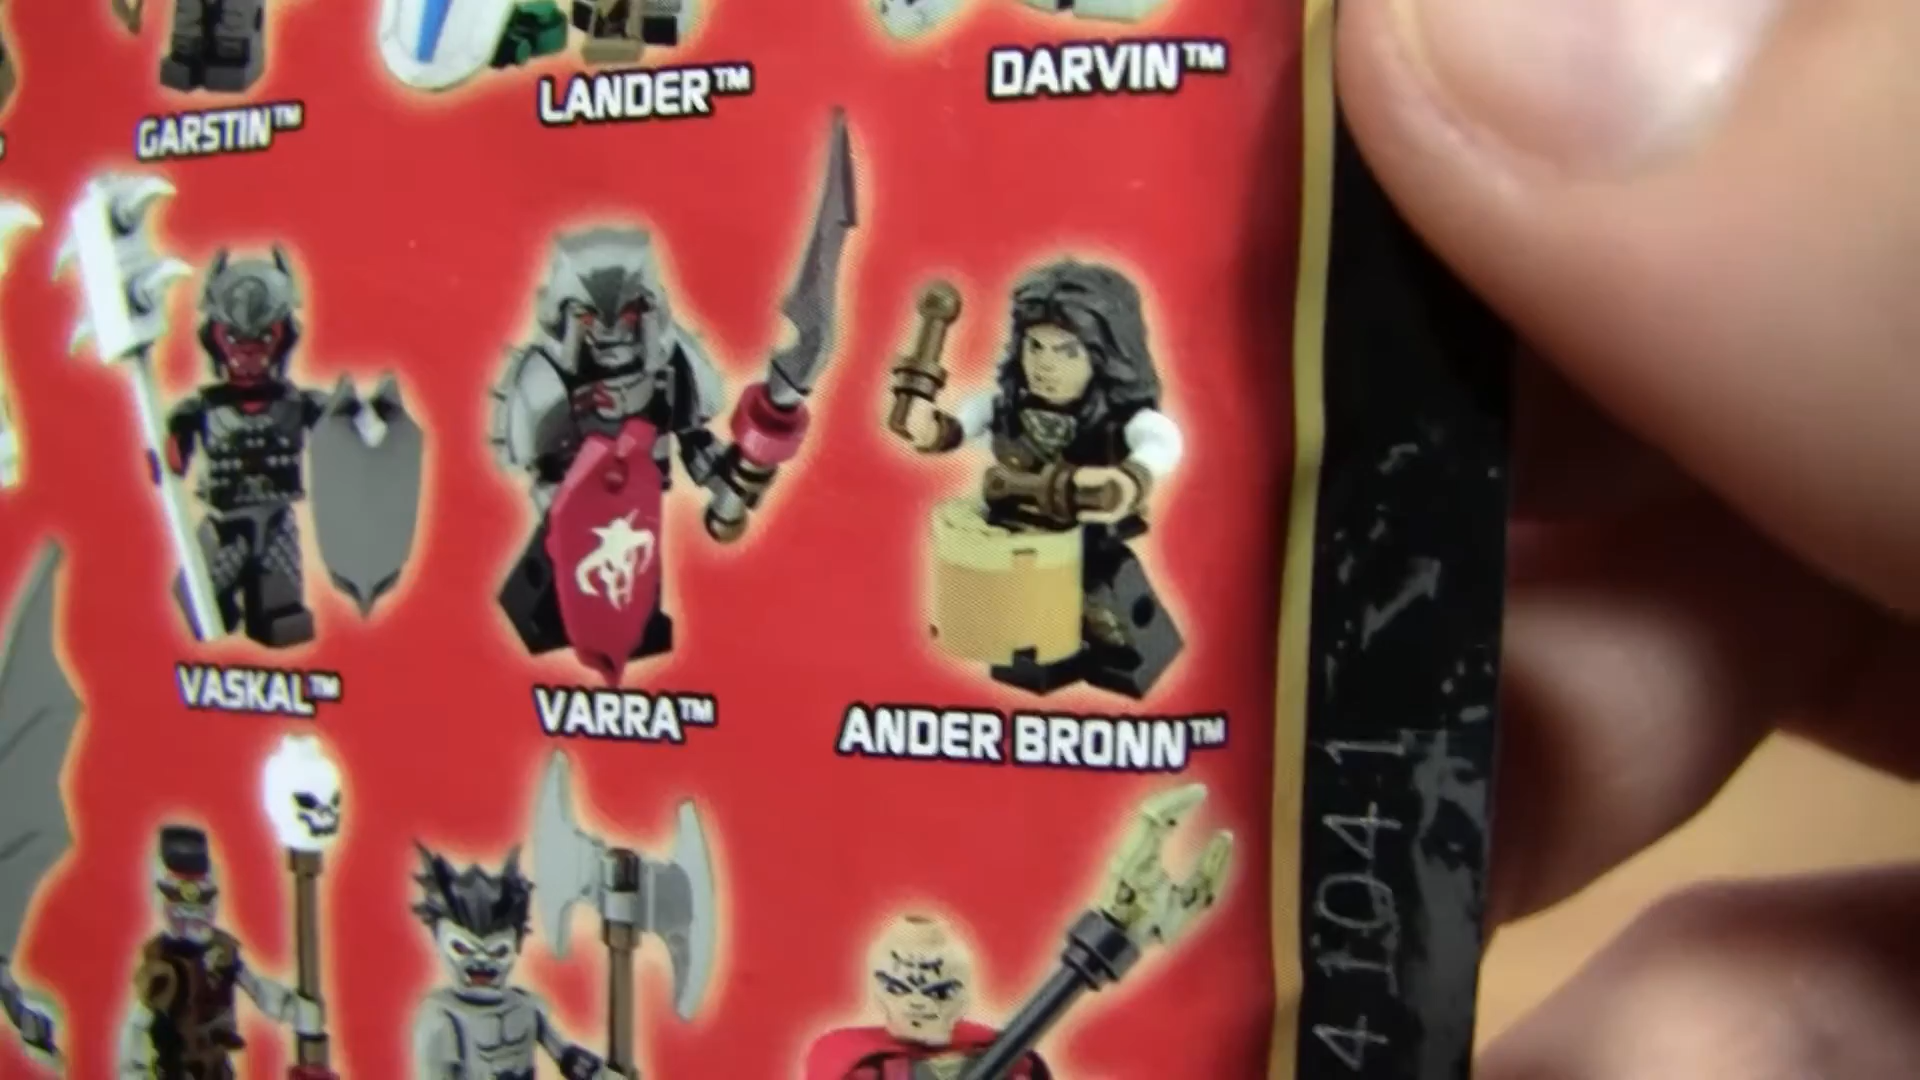 GARSTIN™
LANDER™
DARVIN™
VASKAL™
VARRA™
ANDER BRONN™
41041